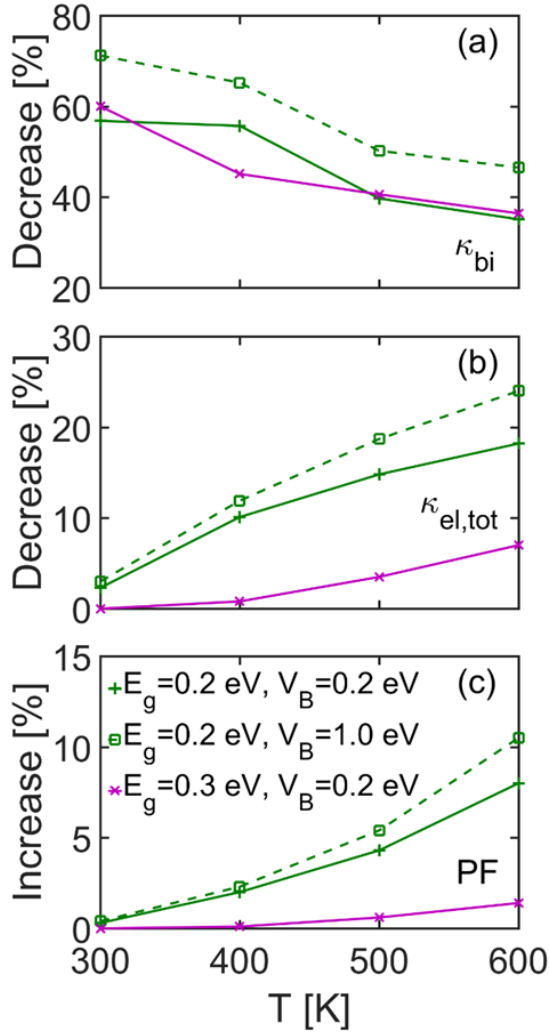 80
(a)
60
Decrease [%]
40
κbi
20
30
(b)
20
Decrease [%]
10
κel,tot
0
15
Eg=0.2 eV, VB=0.2 eV
(c)
Eg=0.2 eV, VB=1.0 eV
10
Eg=0.3 eV, VB=0.2 eV
Increase [%]
5
PF
0
300 400 500 600
T [K]